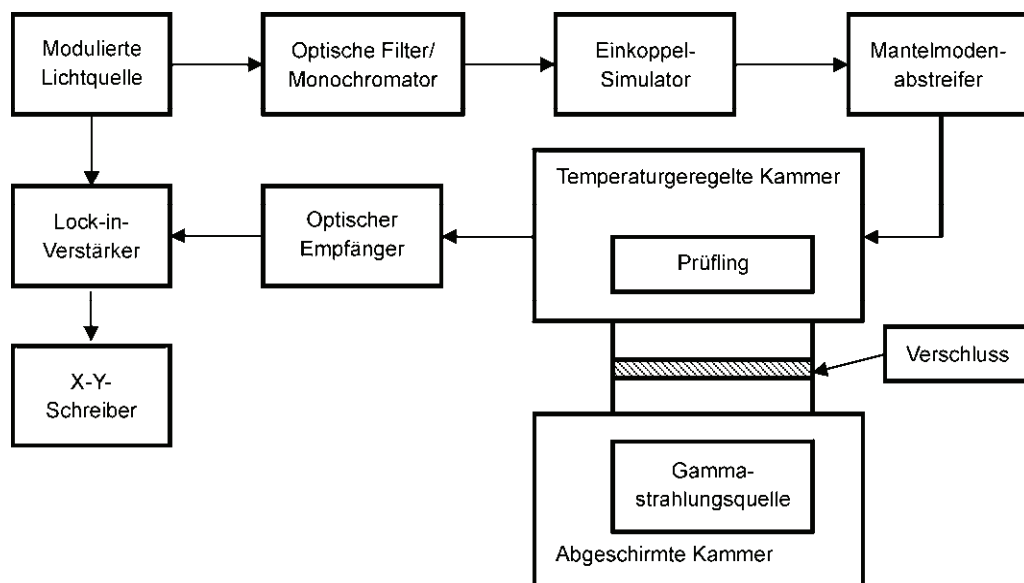 Modulierte
Lichtquelle
Optische Filter/
Monochromator
Einkoppel-
Simulator
Mantelmoden-
abstreifer
Temperaturgeregelte Kammer
Lock-in-
Verstärker
Optischer
Empfänger
Prüfling
X-Y-
Schreiber
Verschluss
Gamma-
strahlungsquelle
Abgeschirmte Kammer